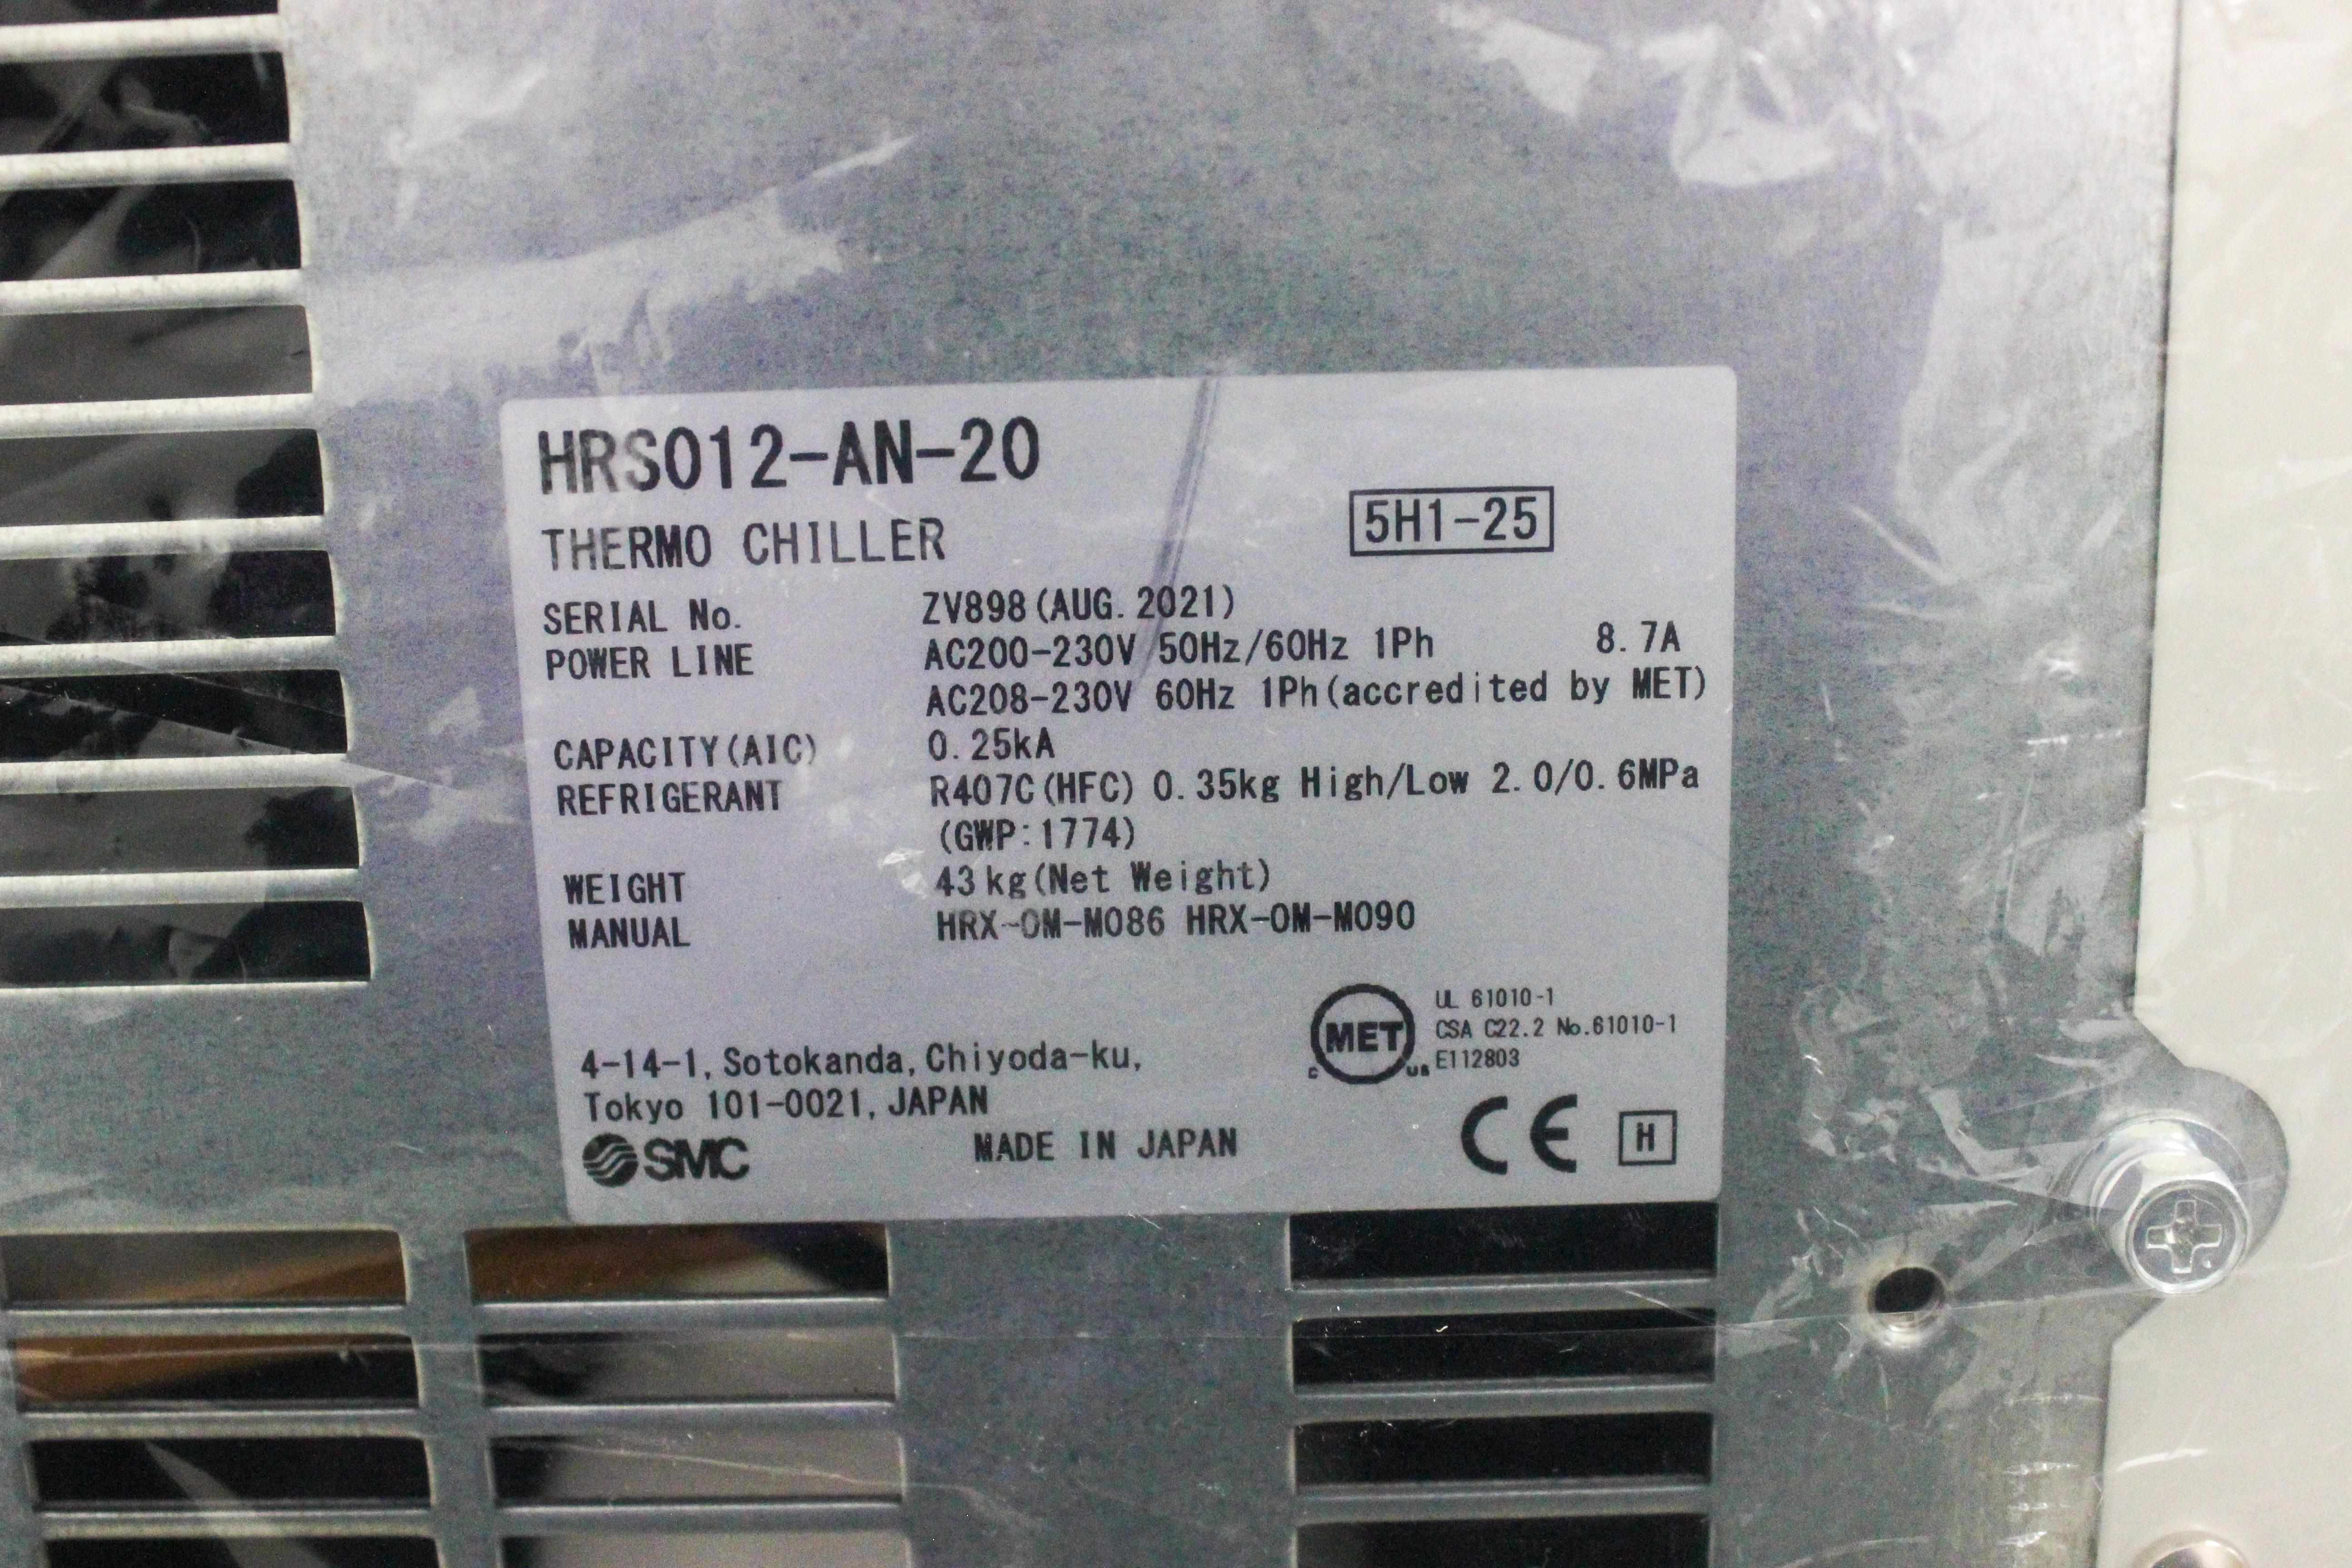 HRS012-AN-20
THERMO CHILLER
5H1-25
SERIAL No. ZV898(AUG.2021)
POWER LINE AC200-230V 50Hz/60Hz 1Ph 8.7A
AC208-230V 60Hz 1Ph(accredited by MET)
CAPACITY(AIC) 0.25kA
REFRIGERANT R407C(HFC) 0.35kg High/Low 2.0/0.6MPa
(GWP:1774)
WEIGHT 43kg(Net Weight)
MANUAL HRX-OM-M086 HRX-OM-M090
MET
C US
UL 61010-1
CSA C22.2 No.61010-1
E112803
4-14-1,Sotokanda,Chiyoda-ku,
Tokyo 101-0021,JAPAN
SMC
MADE IN JAPAN
CE
H